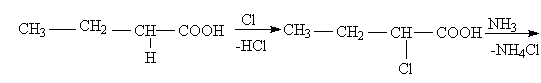 CH3 — CH2 — CH — COOH Cl CH3 — CH2 — CH — COOH NH3
H -HCl Cl -NH4Cl